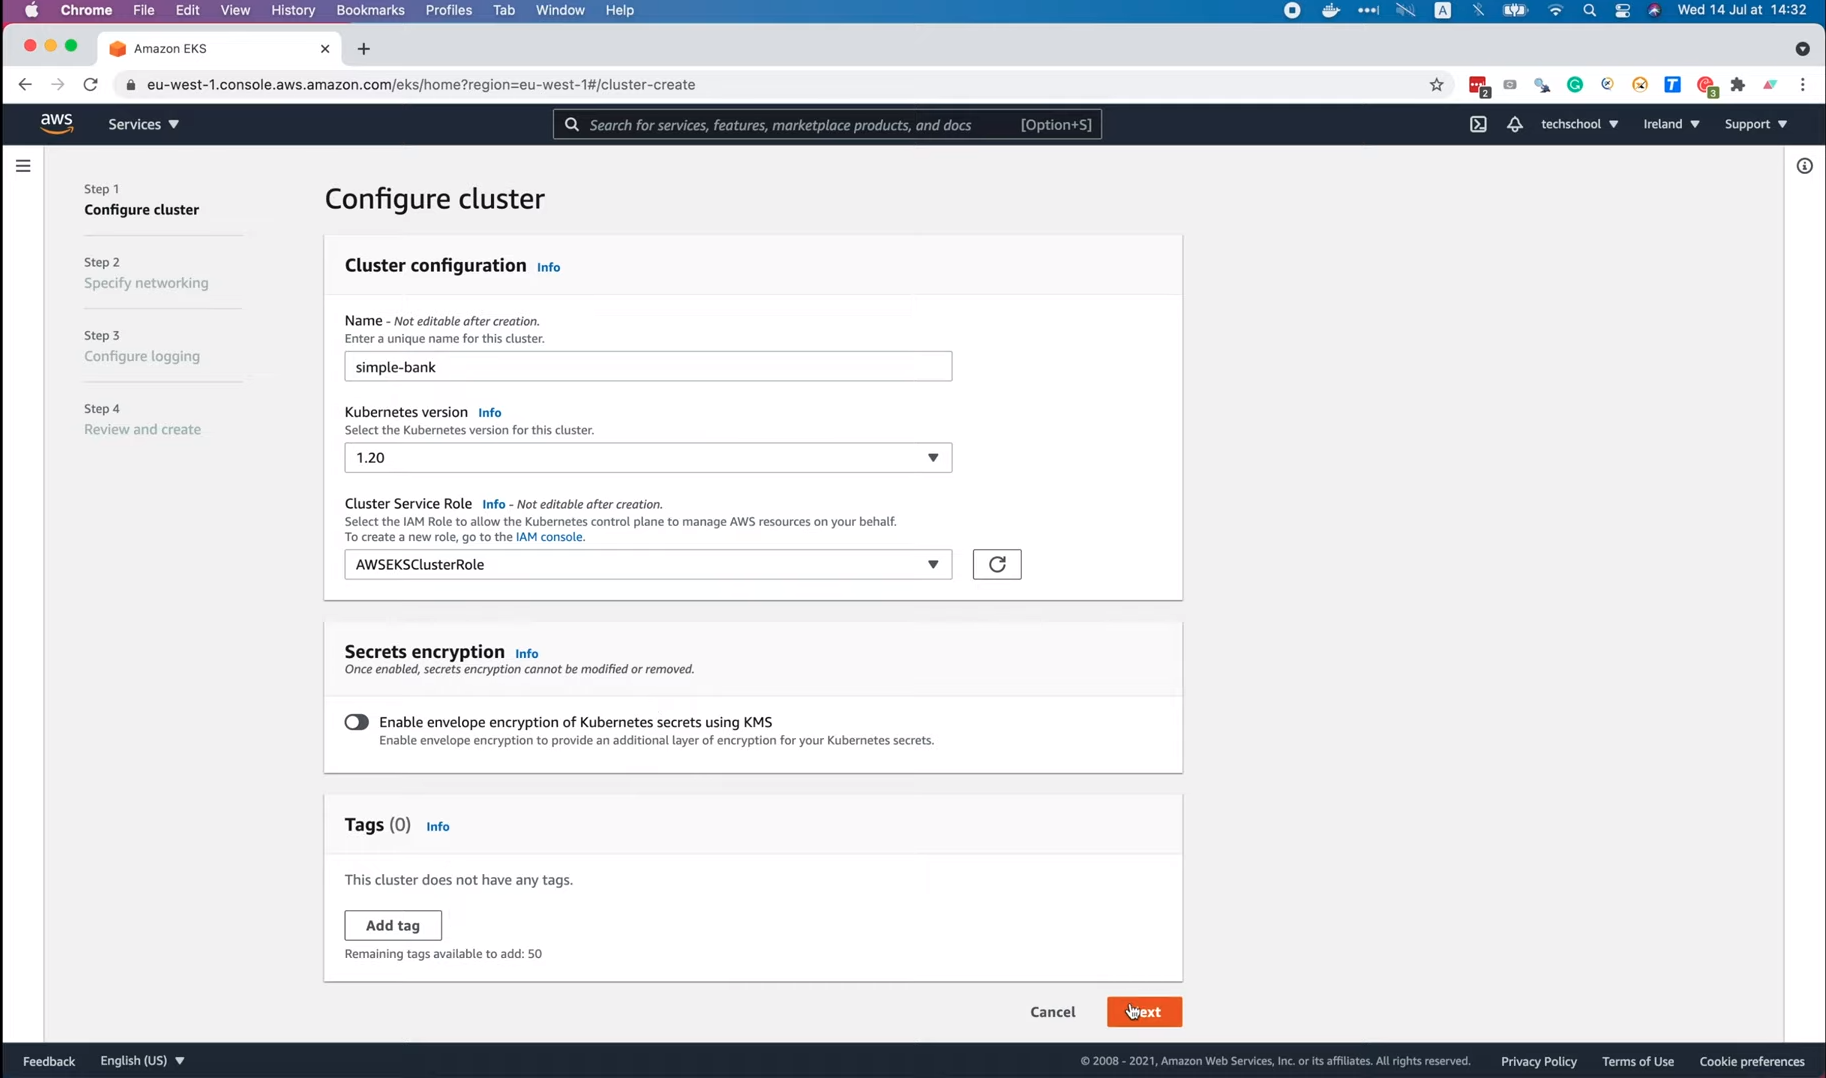 Chrome File Edit View History Bookmarks Profiles Tab Window Help
A
Wed 14 Jul at 14:32
Amazon EKS
eu-west-1.console.aws.amazon.com/eks/home?region=eu-west-1#/cluster-create
2
T
3
aws
Services
Search for services, features, marketplace products, and docs [Option+S]
techschool
Ireland
Support
Step 1
Configure cluster
Step 2
Specify networking
Step 3
Configure logging
Step 4
Review and create
Configure cluster
Cluster configuration Info
Name - Not editable after creation.
Enter a unique name for this cluster.
simple-bank
Kubernetes version Info
Select the Kubernetes version for this cluster.
1.20
Cluster Service Role Info - Not editable after creation.
Select the IAM Role to allow the Kubernetes control plane to manage AWS resources on your behalf.
To create a new role, go to the IAM console.
AWSEKSClusterRole
Secrets encryption Info
Once enabled, secrets encryption cannot be modified or removed.
Enable envelope encryption of Kubernetes secrets using KMS
Enable envelope encryption to provide an additional layer of encryption for your Kubernetes secrets.
Tags (0) Info
This cluster does not have any tags.
Add tag
Remaining tags available to add: 50
Cancel
Next
Feedback
English (US)
© 2008 - 2021, Amazon Web Services, Inc. or its affiliates. All rights reserved.
Privacy Policy
Terms of Use
Cookie preferences